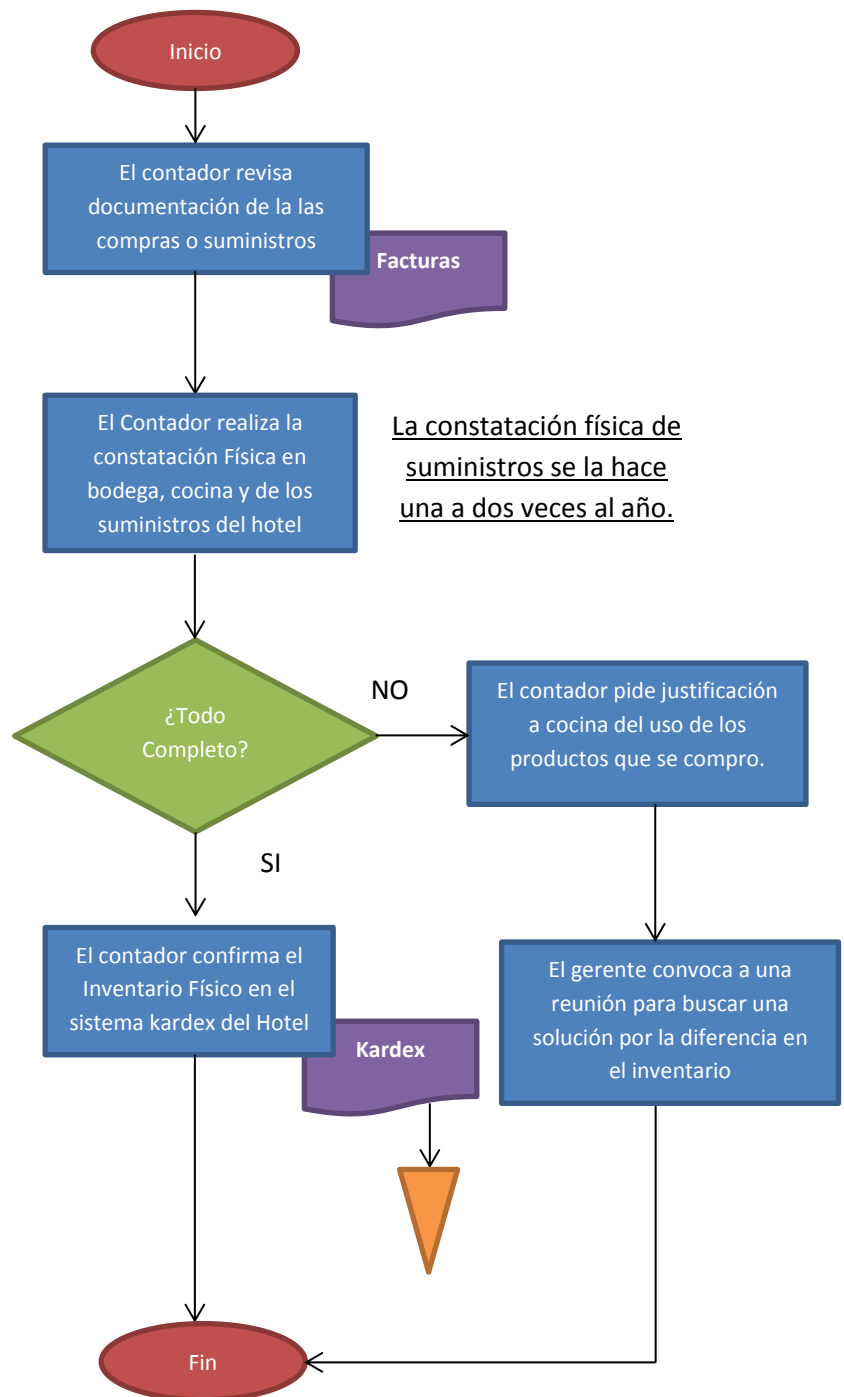 Inicio
El contador revisa
documentación de la las
compras o suministros
Facturas
El Contador realiza la
constatación Física en
bodega, cocina y de los
suministros del hotel
La constatación física de
suministros se la hace
una a dos veces al año.
¿Todo
Completo?
NO
El contador pide justificación
a cocina del uso de los
productos que se compro.
SI
El contador confirma el
Inventario Físico en el
sistema kardex del Hotel
Kardex
El gerente convoca a una
reunión para buscar una
solución por la diferencia en
el inventario
Fin